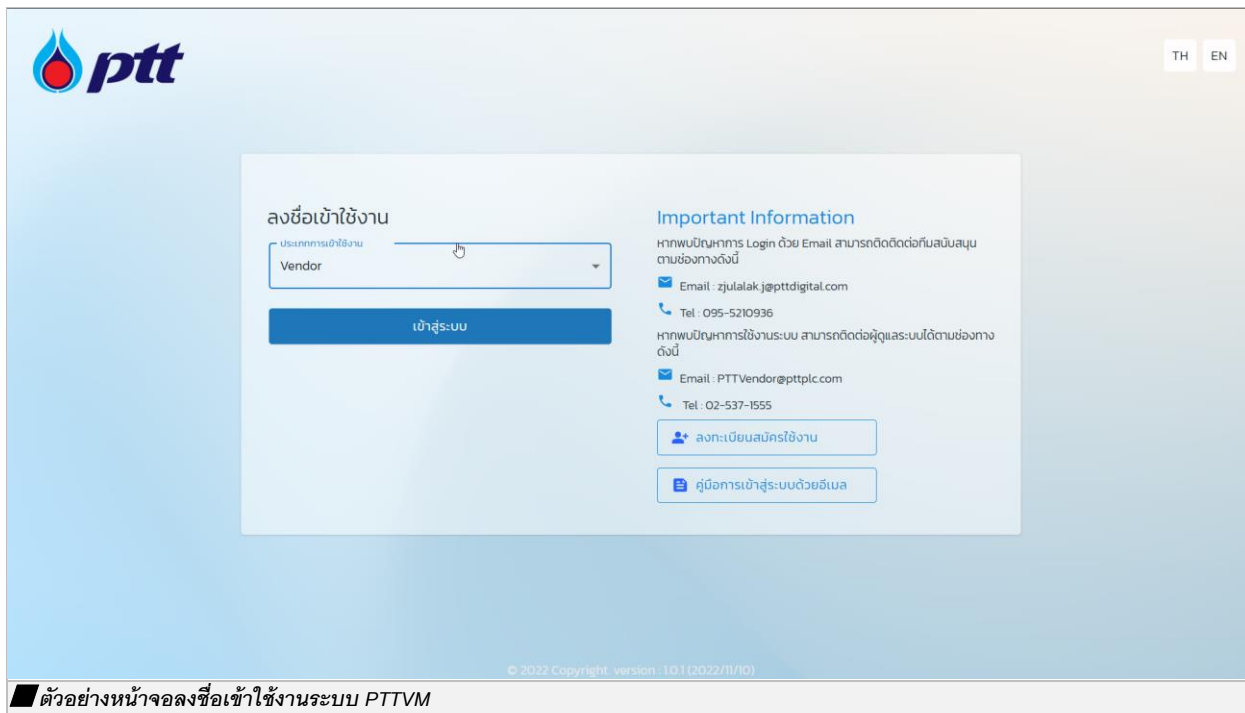 ptt
TH EN
ลงชื่อเข้าใช้งาน
ประเภทการเข้าใช้งาน
Vendor
เข้าสู่ระบบ
Important Information
หากพบปัญหาการ Login ด้วย Email สามารถติดติดต่อทีมสนับสนุน
ตามช่องทางดังนี้
Email : zjulalak.j@pttdigital.com
Tel : 095-5210936
หากพบปัญหาการใช้งานระบบ สามารถติดต่อผู้ดูแลระบบได้ตามช่องทาง
ดังนี้
Email : PTTVendor@pttplc.com
Tel : 02-537-1555
ลงทะเบียนสมัครใช้งาน
คู่มือการเข้าสู่ระบบด้วยอีเมล
© 2022 Copyright. version : 1.0.1 (2022/11/10)
ตัวอย่างหน้าจอลงชื่อเข้าใช้งานระบบ PTTVM